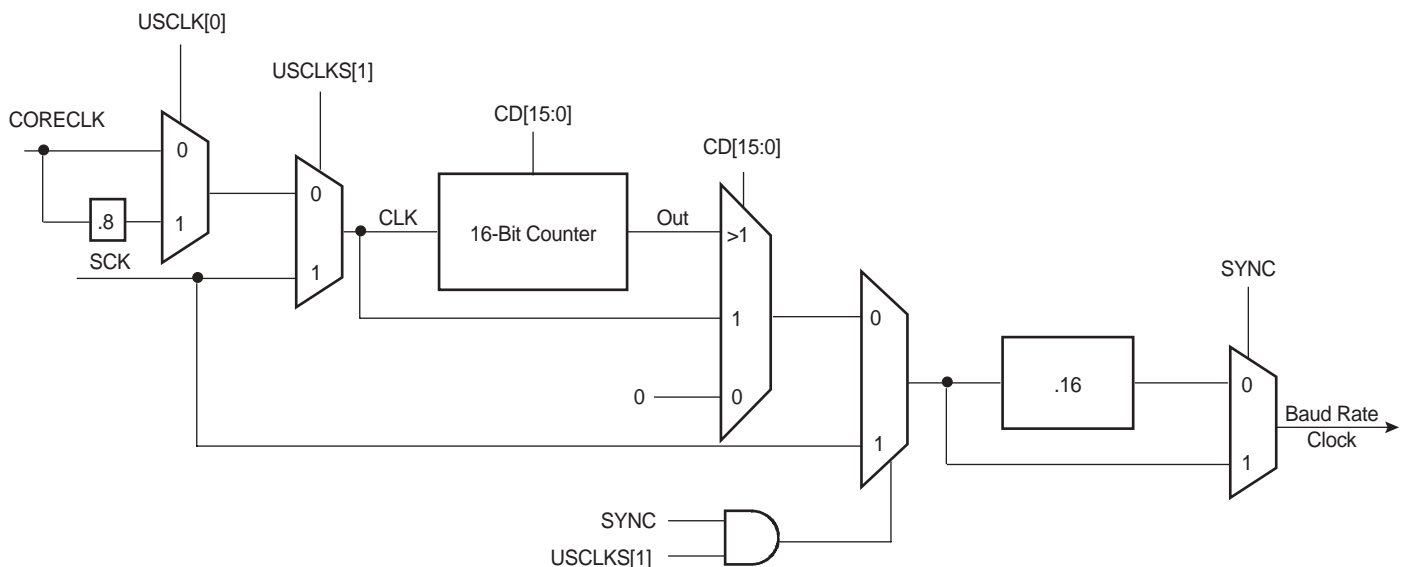 USCLK[0]
USCLKS[1]
CORECLK
0
.8
1
SCK
0
1
CLK
CD[15:0]
16-Bit Counter
Out
CD[15:0]
>1
1
0
0
0
1
SYNC
USCLKS[1]
.16
SYNC
0
1
Baud Rate
Clock